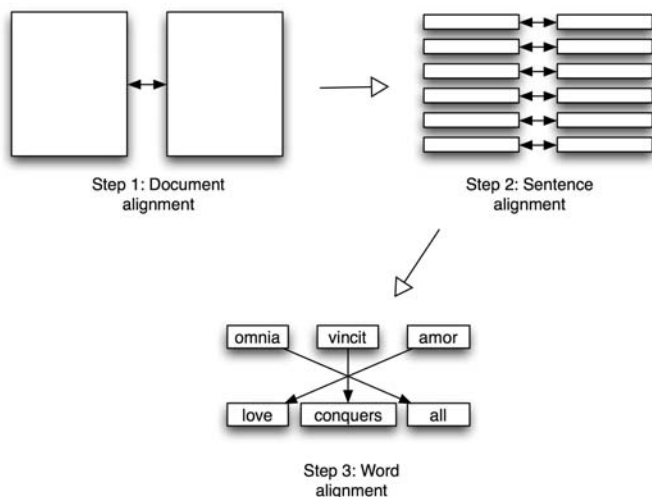 Step 1: Document
alignment
Step 2: Sentence
alignment
omnia vincit amor
love conquers all
Step 3: Word
alignment